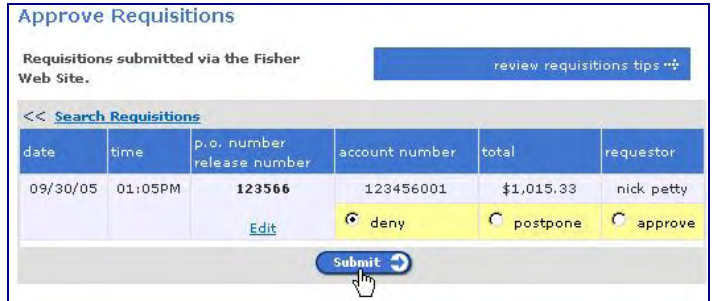 Approve Requisitions
Requisitions submitted via the Fisher
Web Site.
review requisitions tips
<< Search Requisitions
date time p.o. number release number account number total requestor
09/30/05 01:05PM 123566 123456001 $1,015.33 nick petty
Edit deny postpone approve
Submit